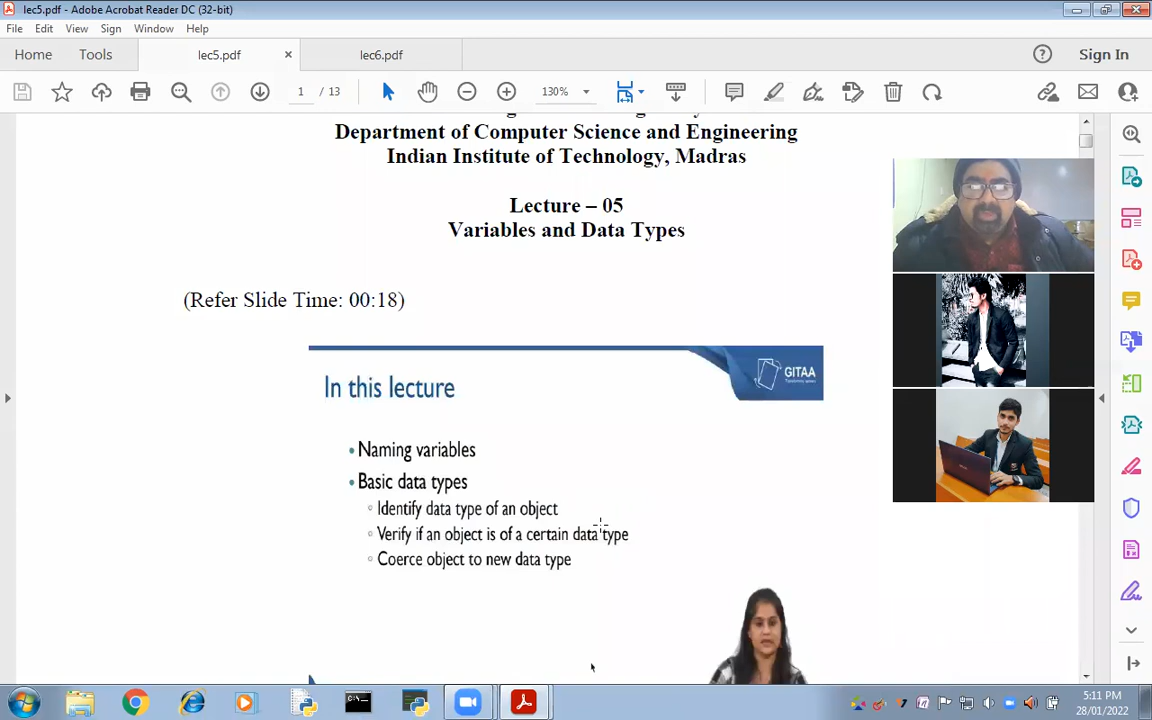 lec5.pdf - Adobe Acrobat Reader DC (32-bit)
File Edit View Sign Window Help
Home Tools lec5.pdf × lec6.pdf Sign In
1 / 13 130%
Department of Computer Science and Engineering
Indian Institute of Technology, Madras
Lecture – 05
Variables and Data Types
(Refer Slide Time: 00:18)
GITAA
In this lecture
• Naming variables
• Basic data types
◦ Identify data type of an object
◦ Verify if an object is of a certain data type
◦ Coerce object to new data type
5:11 PM
28/01/2022